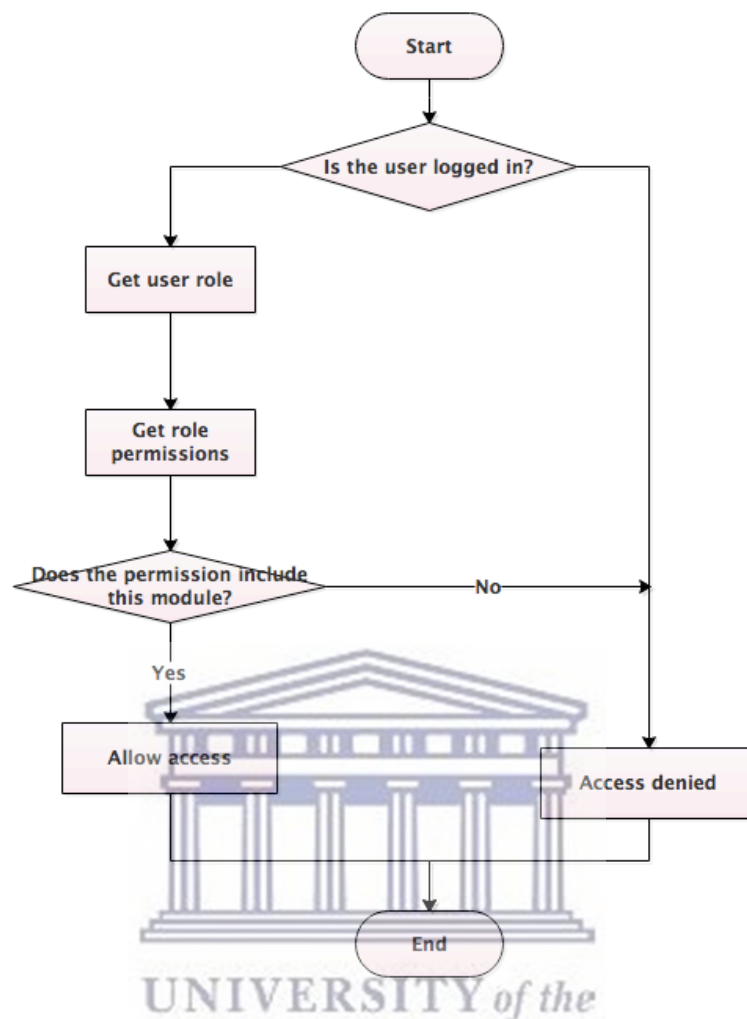 Start
Is the user logged in?
Get user role
Get role
permissions
Does the permission include
this module?
No
Yes
Allow access
Access denied
End
UNIVERSITY of the